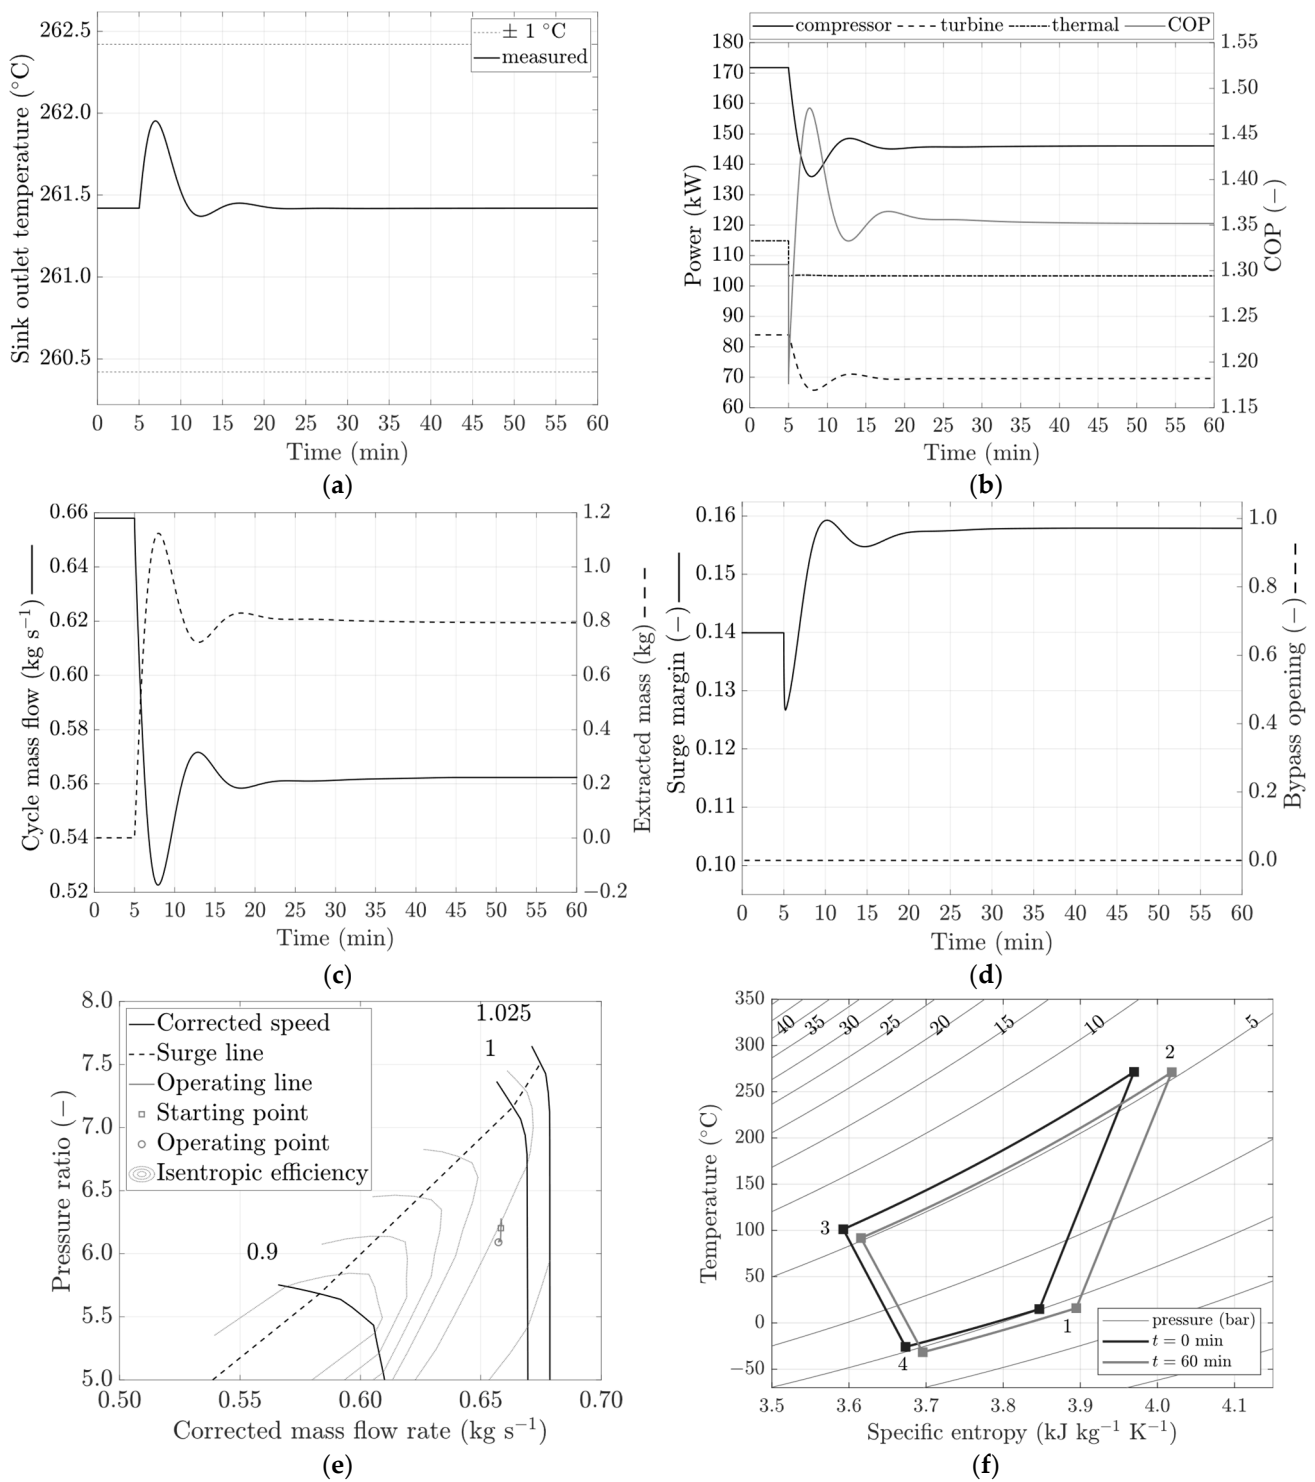 262.5
262.0
261.5
261.0
260.5
Sink outlet temperature (°C)
± 1 °C
measured
0 5 10 15 20 25 30 35 40 45 50 55 60
Time (min)
(a)
compressor turbine thermal COP
180
170
160
150
140
130
120
110
100
90
80
70
60
Power (kW)
1.55
1.50
1.45
1.40
1.35
1.30
1.25
1.20
1.15
COP (−)
0 5 10 15 20 25 30 35 40 45 50 55 60
Time (min)
(b)
0.66
0.64
0.62
0.60
0.58
0.56
0.54
0.52
Cycle mass flow (kg s⁻¹)
1.2
1.0
0.8
0.6
0.4
0.2
0.0
−0.2
Extracted mass (kg)
0 5 10 15 20 25 30 35 40 45 50 55 60
Time (min)
(c)
0.16
0.15
0.14
0.13
0.12
0.11
0.10
Surge margin (−)
1.0
0.8
0.6
0.4
0.2
0.0
Bypass opening (−)
0 5 10 15 20 25 30 35 40 45 50 55 60
Time (min)
(d)
8.0
7.5
7.0
6.5
6.0
5.5
5.0
Pressure ratio (−)
Corrected speed
Surge line
Operating line
Starting point
Operating point
Isentropic efficiency
1.025
1
0.9
0.50 0.55 0.60 0.65 0.70
Corrected mass flow rate (kg s⁻¹)
(e)
350
300
250
200
150
100
50
0
−50
Temperature (°C)
40 35 30 25 20 15 10 5
2
3
1
4
pressure (bar)
t = 0 min
t = 60 min
3.5 3.6 3.7 3.8 3.9 4.0 4.1
Specific entropy (kJ kg⁻¹ K⁻¹)
(f)